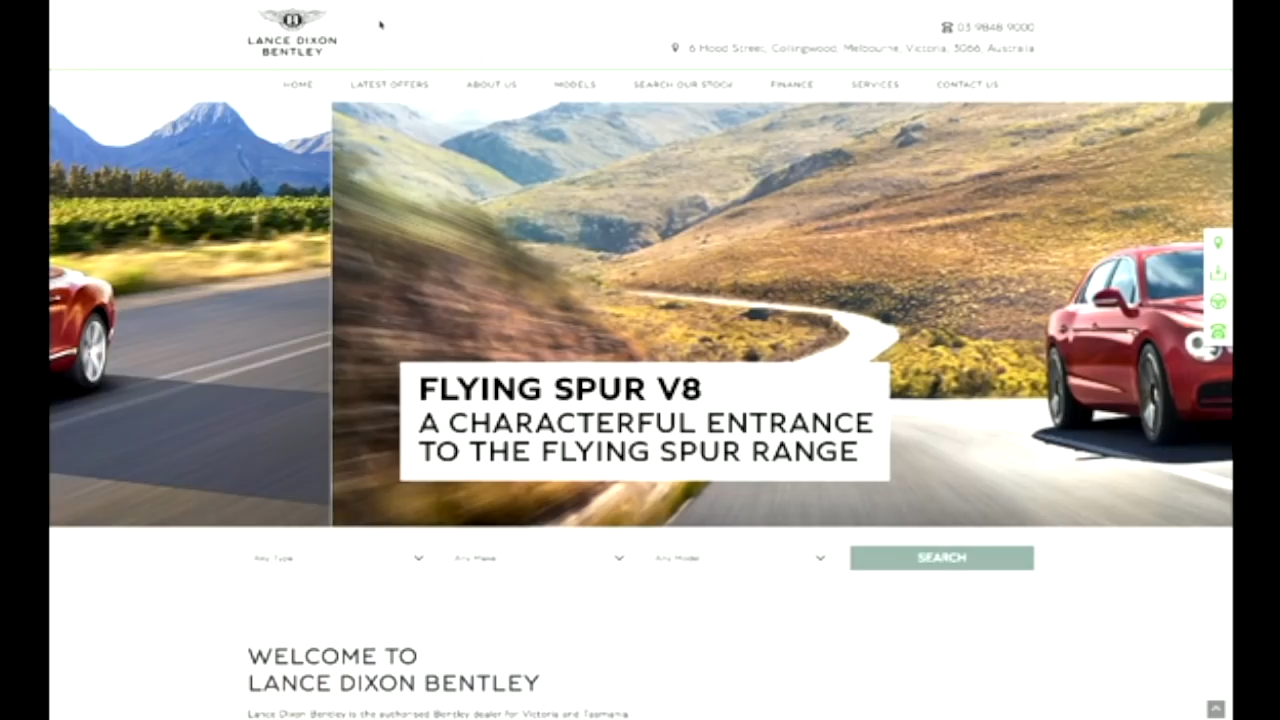 LANCE DIXON
BENTLEY
03 9848 9000
6 Hood Street, Collingwood, Melbourne, Victoria, 3066, Australia
HOME LATEST OFFERS ABOUT US MODELS SEARCH OUR STOCK FINANCE SERVICES CONTACT US
FLYING SPUR V8
A CHARACTERFUL ENTRANCE
TO THE FLYING SPUR RANGE
Any Type Any Make Any Model SEARCH
WELCOME TO
LANCE DIXON BENTLEY
Lance Dixon Bentley is the authorised Bentley dealer for Victoria and Tasmania